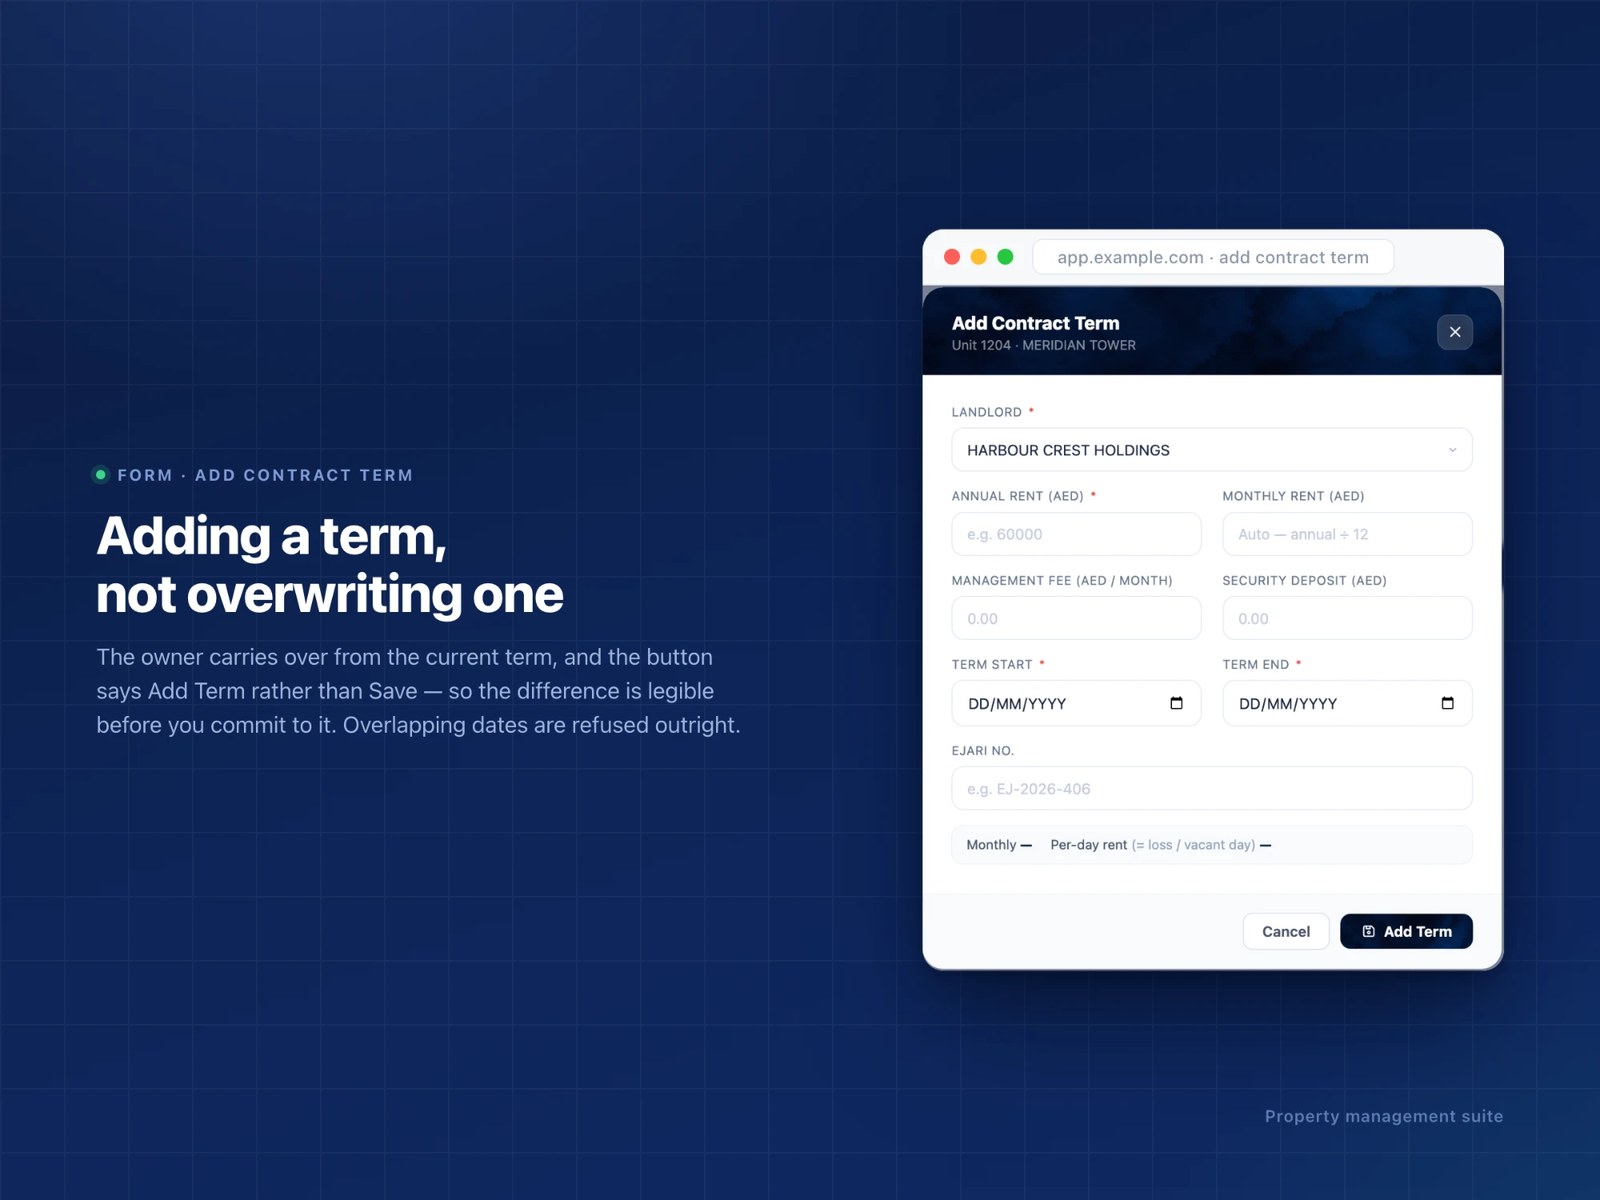 FORM · ADD CONTRACT TERM
Adding a term,
not overwriting one
The owner carries over from the current term, and the button
says Add Term rather than Save — so the difference is legible
before you commit to it. Overlapping dates are refused outright.
app.example.com · add contract term
Add Contract Term
Unit 1204 · MERIDIAN TOWER
LANDLORD *
HARBOUR CREST HOLDINGS
ANNUAL RENT (AED) * MONTHLY RENT (AED)
e.g. 60000 Auto — annual ÷ 12
MANAGEMENT FEE (AED / MONTH) SECURITY DEPOSIT (AED)
0.00 0.00
TERM START * TERM END *
DD/MM/YYYY DD/MM/YYYY
EJARI NO.
e.g. EJ-2026-406
Monthly — Per-day rent (= loss / vacant day) —
Cancel Add Term
Property management suite